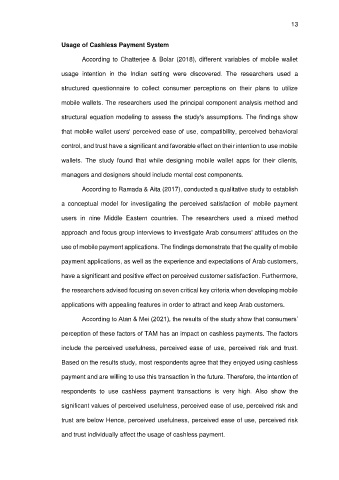 13
Usage of Cashless Payment System
According to Chatterjee & Bolar (2018), different variables of mobile wallet
usage intention in the Indian setting were discovered. The researchers used a
structured questionnaire to collect consumer perceptions on their plans to utilize
mobile wallets. The researchers used the principal component analysis method and
structural equation modeling to assess the study's assumptions. The findings show
that mobile wallet users' perceived ease of use, compatibility, perceived behavioral
control, and trust have a significant and favorable effect on their intention to use mobile
wallets. The study found that while designing mobile wallet apps for their clients,
managers and designers should include mental cost components.
According to Ramada & Aita (2017), conducted a qualitative study to establish
a conceptual model for investigating the perceived satisfaction of mobile payment
users in nine Middle Eastern countries. The researchers used a mixed method
approach and focus group interviews to investigate Arab consumers' attitudes on the
use of mobile payment applications. The findings demonstrate that the quality of mobile
payment applications, as well as the experience and expectations of Arab customers,
have a significant and positive effect on perceived customer satisfaction. Furthermore,
the researchers advised focusing on seven critical key criteria when developing mobile
applications with appealing features in order to attract and keep Arab customers.
According to Atan & Mei (2021), the results of the study show that consumers'
perception of these factors of TAM has an impact on cashless payments. The factors
include the perceived usefulness, perceived ease of use, perceived risk and trust.
Based on the results study, most respondents agree that they enjoyed using cashless
payment and are willing to use this transaction in the future. Therefore, the intention of
respondents to use cashless payment transactions is very high. Also show the
significant values of perceived usefulness, perceived ease of use, perceived risk and
trust are below Hence, perceived usefulness, perceived ease of use, perceived risk
and trust individually affect the usage of cashless payment.